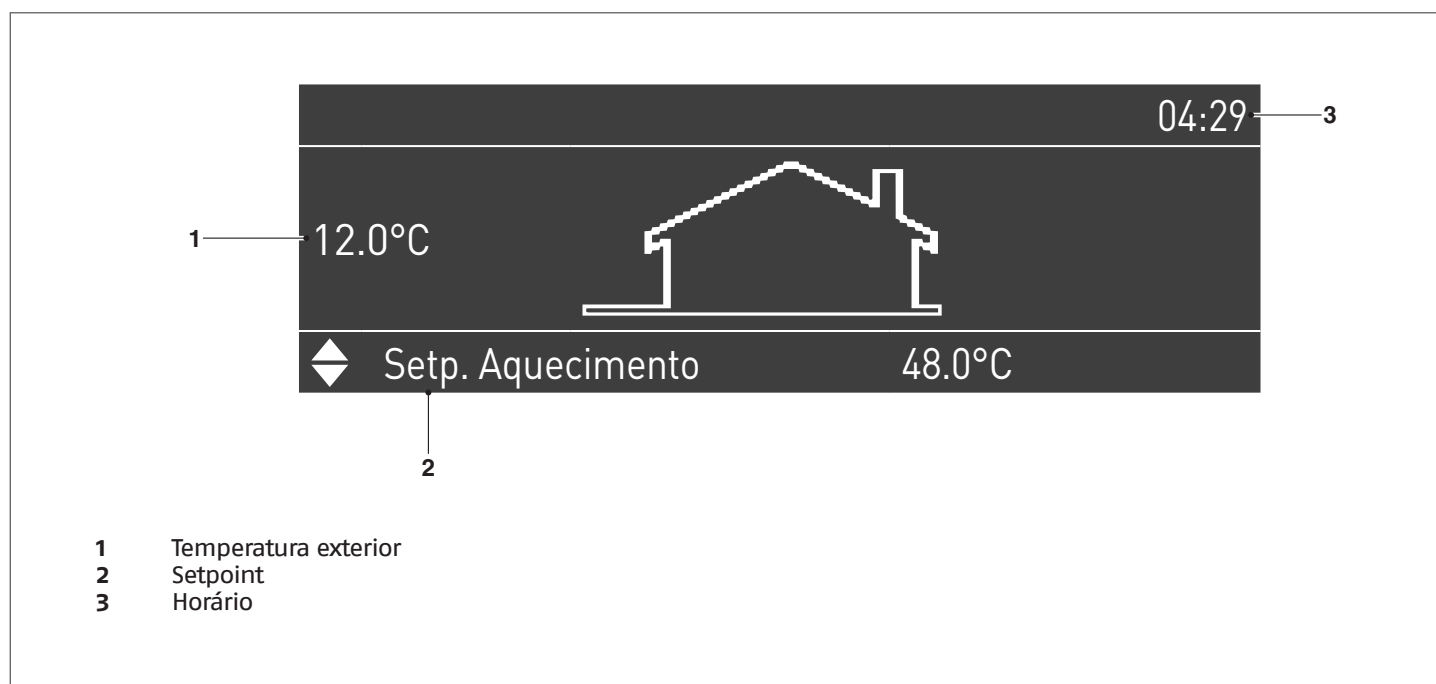 04:29
3
1
12.0°C
Setp. Aquecimento 48.0°C
2
1 Temperatura exterior
2 Setpoint
3 Horário